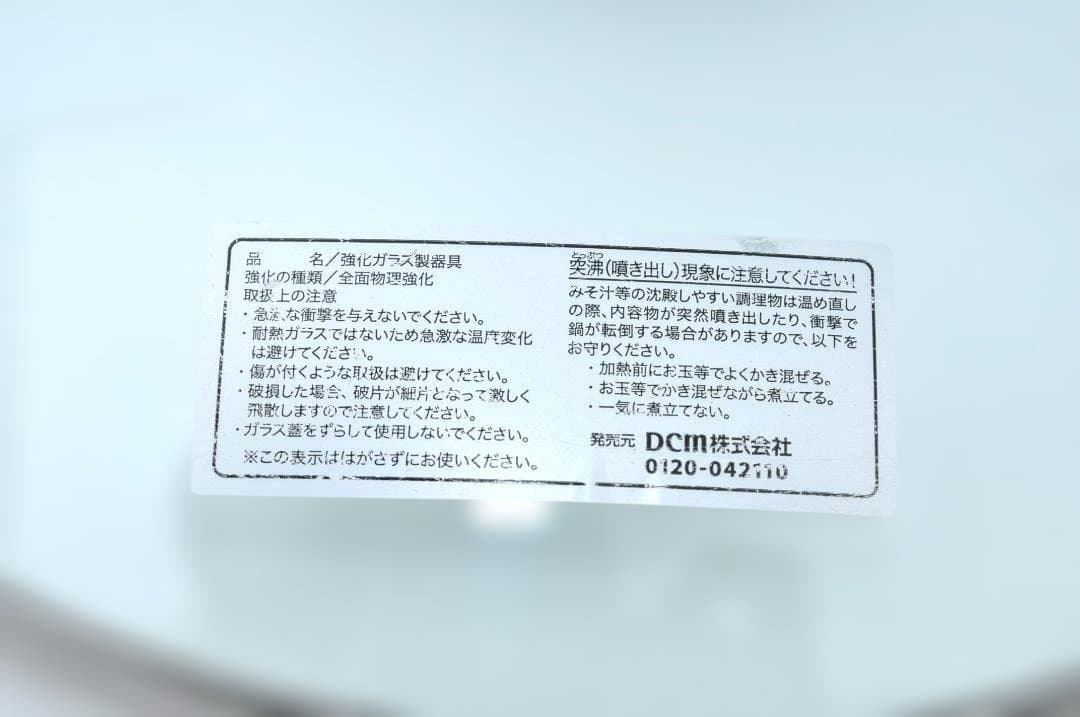 品　　　名／強化ガラス製器具
強化の種類／全面物理強化
取扱上の注意
・急激な衝撃を与えないでください。
・耐熱ガラスではないため急激な温度変化
は避けてください。
・傷が付くような取扱は避けてください。
・破損した場合、破片が細片となって激しく
飛散しますので注意してください。
・ガラス蓋をずらして使用しないでください。
※この表示ははがさずにお使いください。
とっぷつ
突沸(噴き出し)現象に注意してください！
みそ汁等の沈殿しやすい調理物は温め直し
の際、内容物が突然噴き出したり、衝撃で
鍋が転倒する場合がありますので、以下を
お守りください。
・加熱前にお玉等でよくかき混ぜる。
・お玉等でかき混ぜながら煮立てる。
・一気に煮立てない。
発売元 DCM株式会社
0120-042110